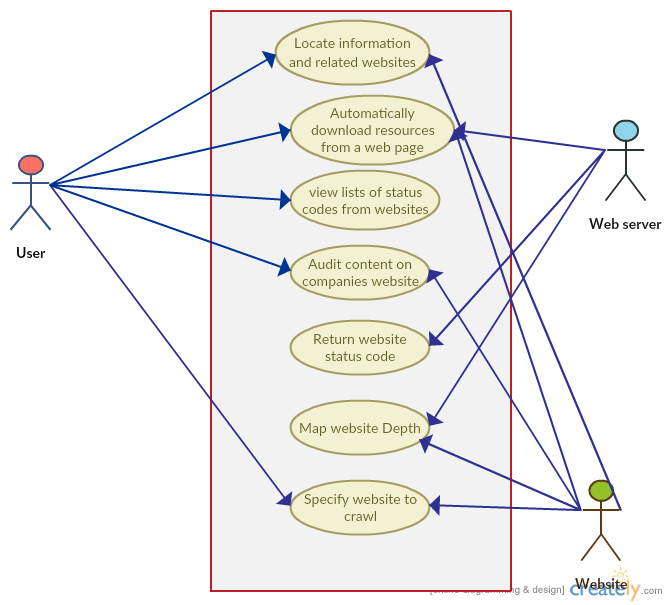 Locate information
and related websites
Automatically
download resources
from a web page
view lists of status
codes from websites
Audit content on
companies website
Return website
status code
Map website Depth
Specify website to
crawl
User
Web server
Website
diagramming & design]
creately.com